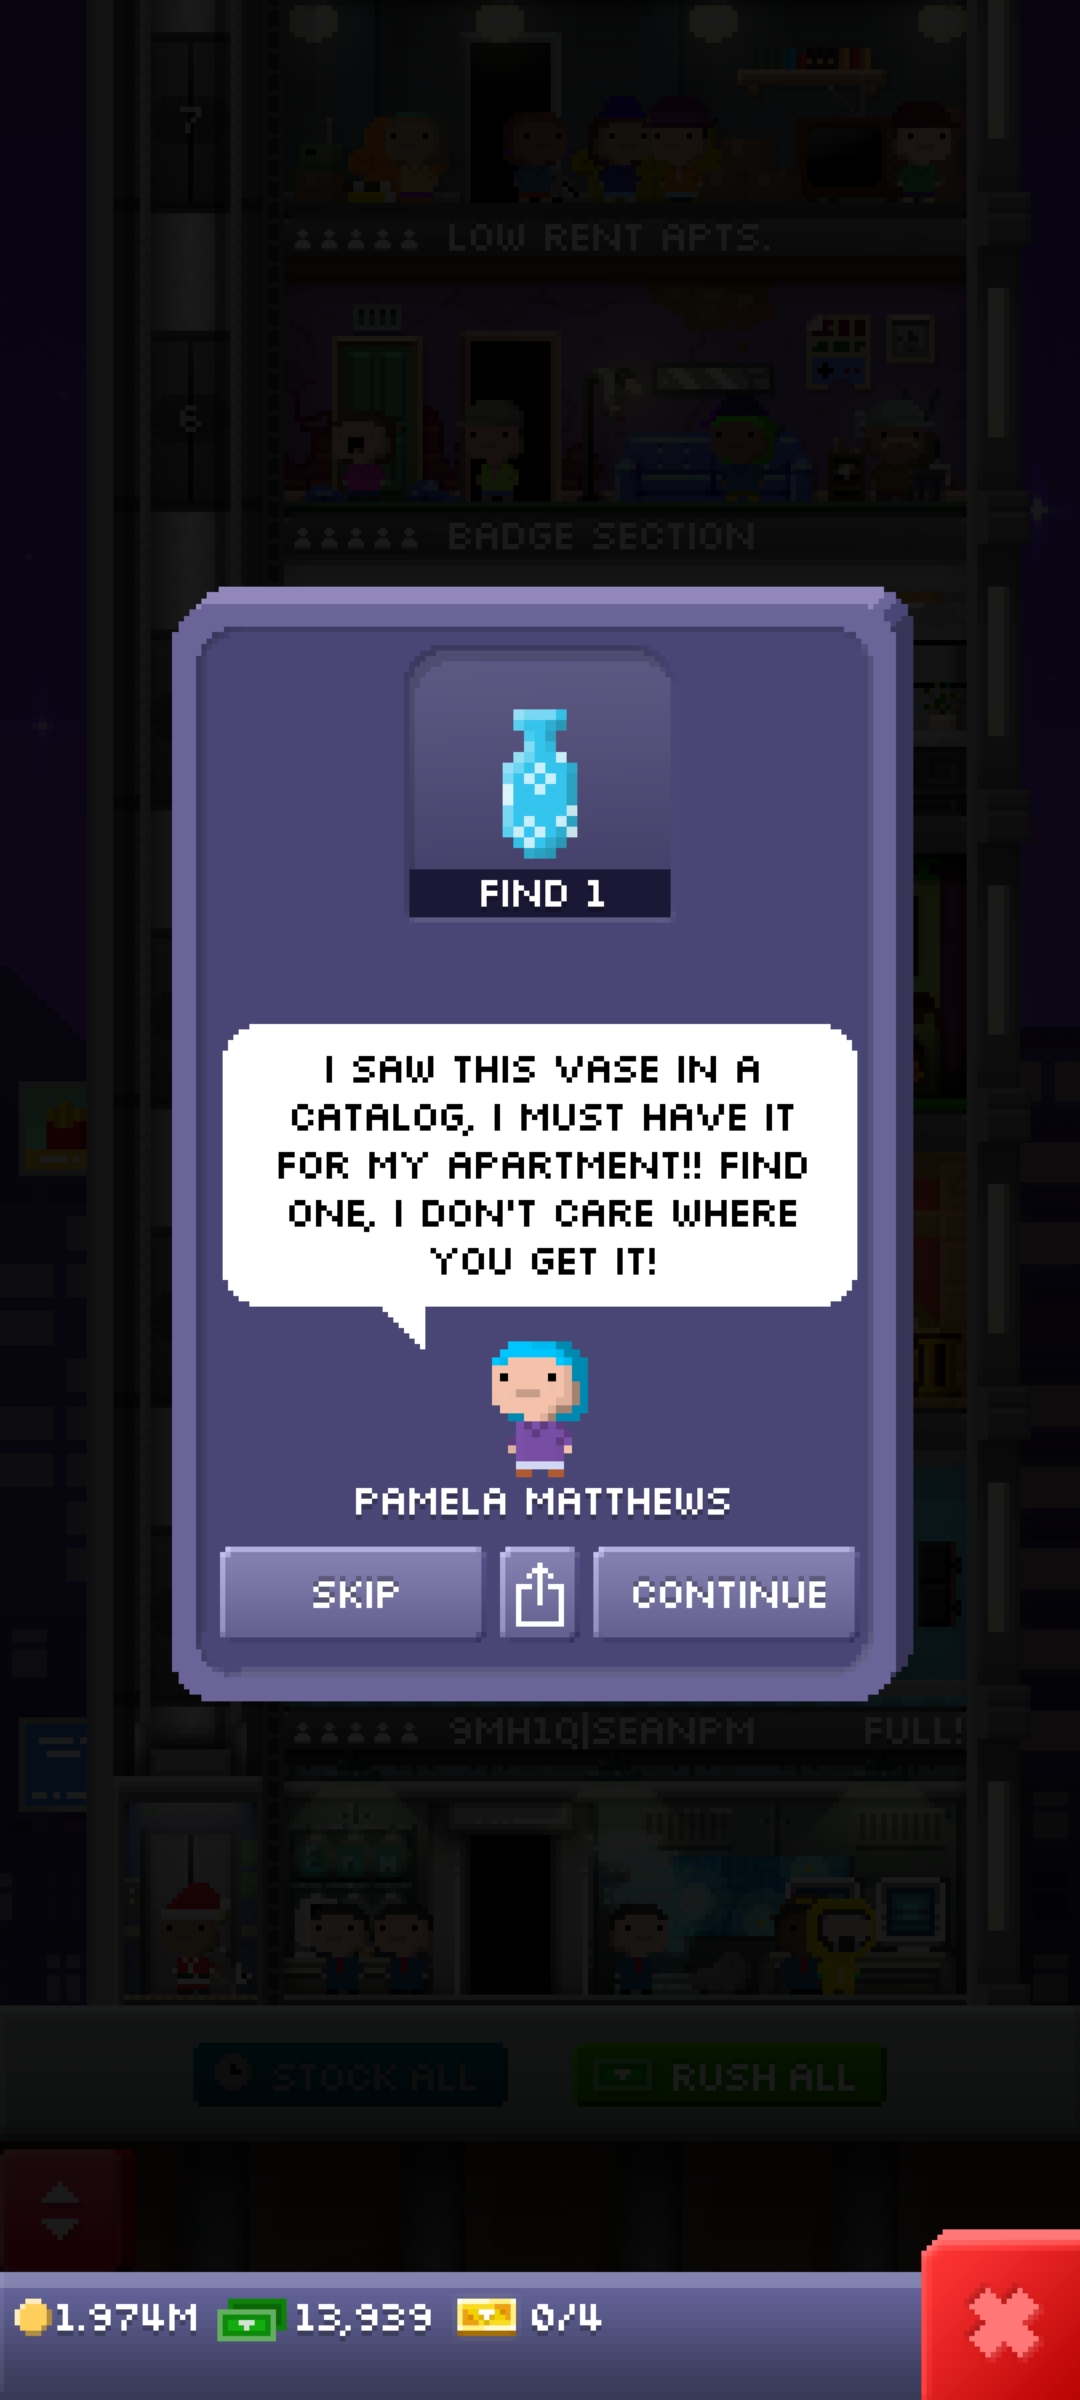 7
LOW RENT APTS.
6
BADGE SECTION
FIND 1
I SAW THIS VASE IN A
CATALOG, I MUST HAVE IT
FOR MY APARTMENT!! FIND
ONE, I DON'T CARE WHERE
YOU GET IT!
PAMELA MATTHEWS
SKIP
CONTINUE
9MH1Q|SEANPM FULL!
STOCK ALL
RUSH ALL
1.974M 13,939 0/4